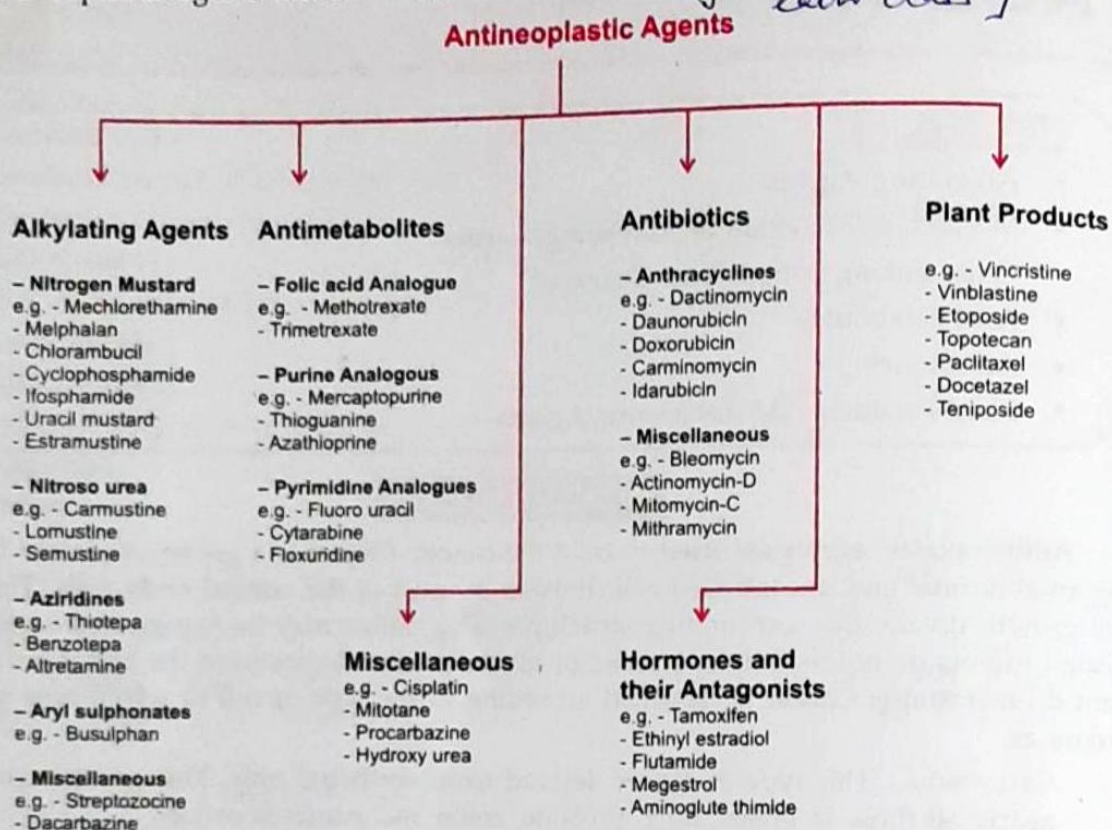 Antineoplastic Agents
Alkylating Agents
– Nitrogen Mustard
e.g. - Mechlorethamine
- Melphalan
- Chlorambucil
- Cyclophosphamide
- Ifosphamide
- Uracil mustard
- Estramustine
– Nitroso urea
e.g. - Carmustine
- Lomustine
- Semustine
– Aziridines
e.g. - Thiotepa
- Benzotepa
- Altretamine
– Aryl sulphonates
e.g. - Busulphan
– Miscellaneous
e.g. - Streptozocine
- Dacarbazine
Antimetabolites
– Folic acid Analogue
e.g. - Methotrexate
- Trimetrexate
– Purine Analogous
e.g. - Mercaptopurine
- Thioguanine
- Azathioprine
– Pyrimidine Analogues
e.g. - Fluoro uracil
- Cytarabine
- Floxuridine
Miscellaneous
e.g. - Cisplatin
- Mitotane
- Procarbazine
- Hydroxy urea
Antibiotics
– Anthracyclines
e.g. - Dactinomycin
- Daunorubicin
- Doxorubicin
- Carminomycin
- Idarubicin
– Miscellaneous
e.g. - Bleomycin
- Actinomycin-D
- Mitomycin-C
- Mithramycin
Hormones and
their Antagonists
e.g. - Tamoxifen
- Ethinyl estradiol
- Flutamide
- Megestrol
- Aminoglute thimide
Plant Products
e.g. - Vincristine
- Vinblastine
- Etoposide
- Topotecan
- Paclitaxel
- Docetazel
- Teniposide